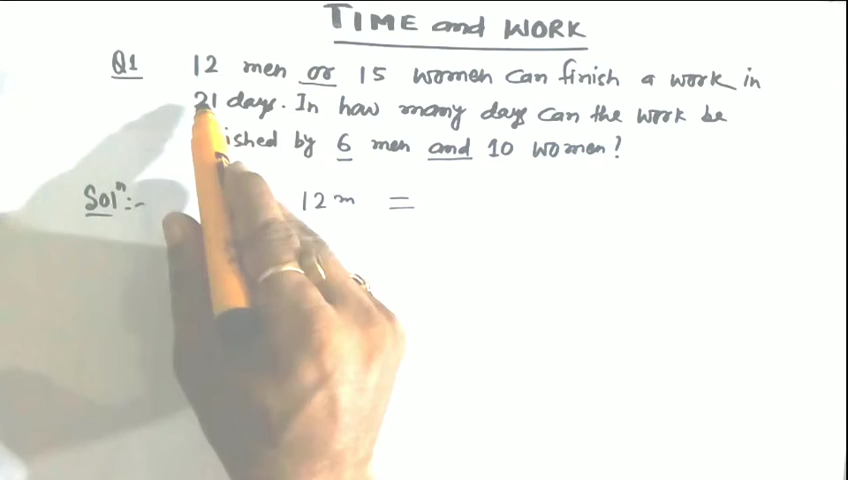 TIME and WORK
Q1 12 men or 15 women can finish a work in
21 days. In how many days can the work be
ished by 6 men and 10 women?
Solⁿ:- 12m =